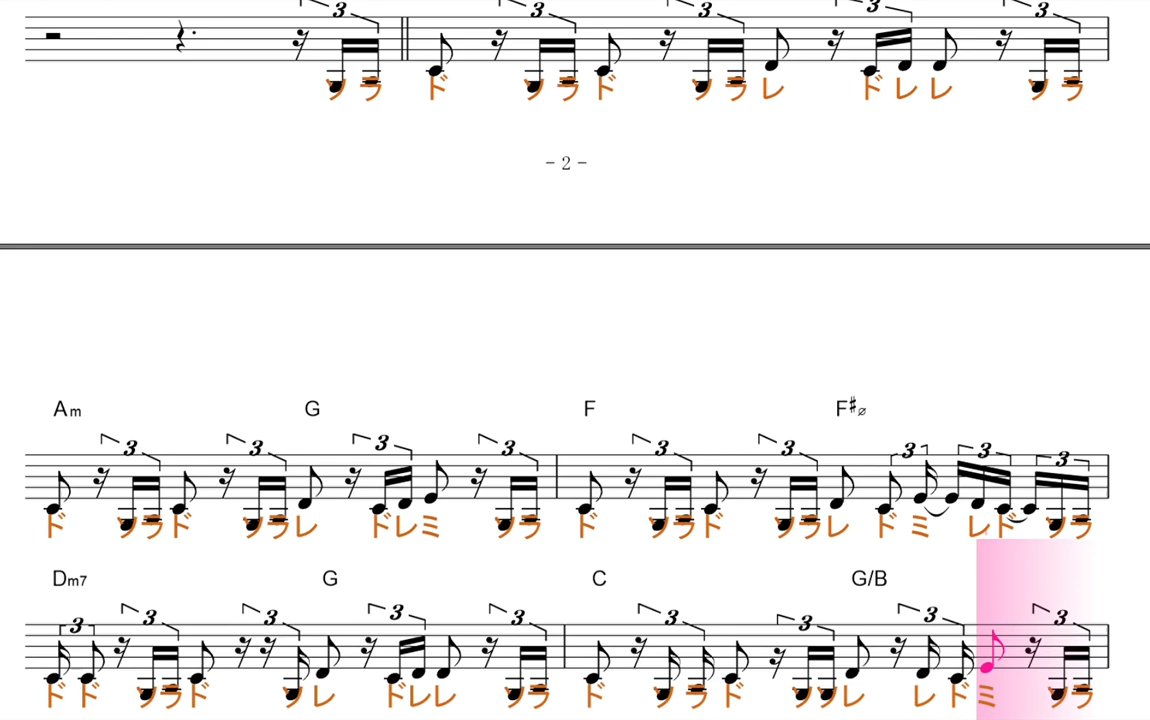 3 3 3 3 3
ソ ラ ド ソ ラ ド ソ ラ レ ド レ レ ソ ラ
- 2 -
Am G F F#ø
3 3 3 3 3 3 3 3 3
ド ソ ラ ド ソ ラ レ ド レ ミ ソ ラ ド ソ ラ ド ソ ラ レ ド ミ レ ド ソ ラ
Dm7 G C G/B
3 3 3 3 3 3 3 3 3
ド ド ソ ラ ド ソ レ ド レ レ ソ ラ ド ソ ラ ド ソ ソ レ レ ド ミ ソ ラ